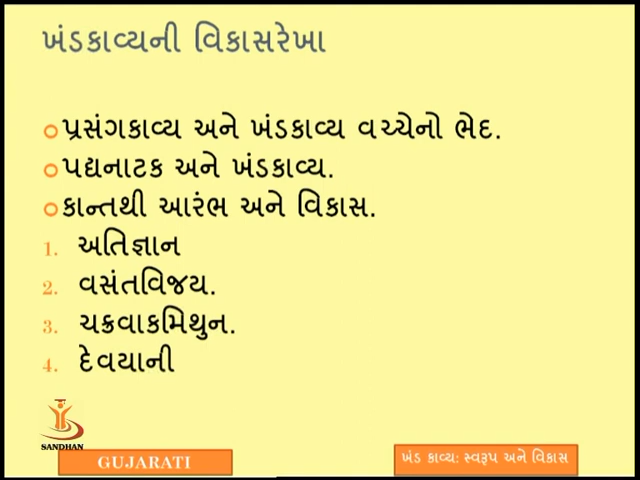 ખંડકાવ્યની વિકાસરેખા
પ્રસંગકાવ્ય અને ખંડકાવ્ય વચ્ચેનો ભેદ.
પદ્યનાટક અને ખંડકાવ્ય.
કાન્તથી આરંભ અને વિકાસ.
1. અતિજ્ઞાન
2. વસંતવિજય.
3. ચક્રવાકમિથુન.
4. દેવયાની
SANDHAN
GUJARATI
ખંડ કાવ્ય: સ્વરૂપ અને વિકાસ